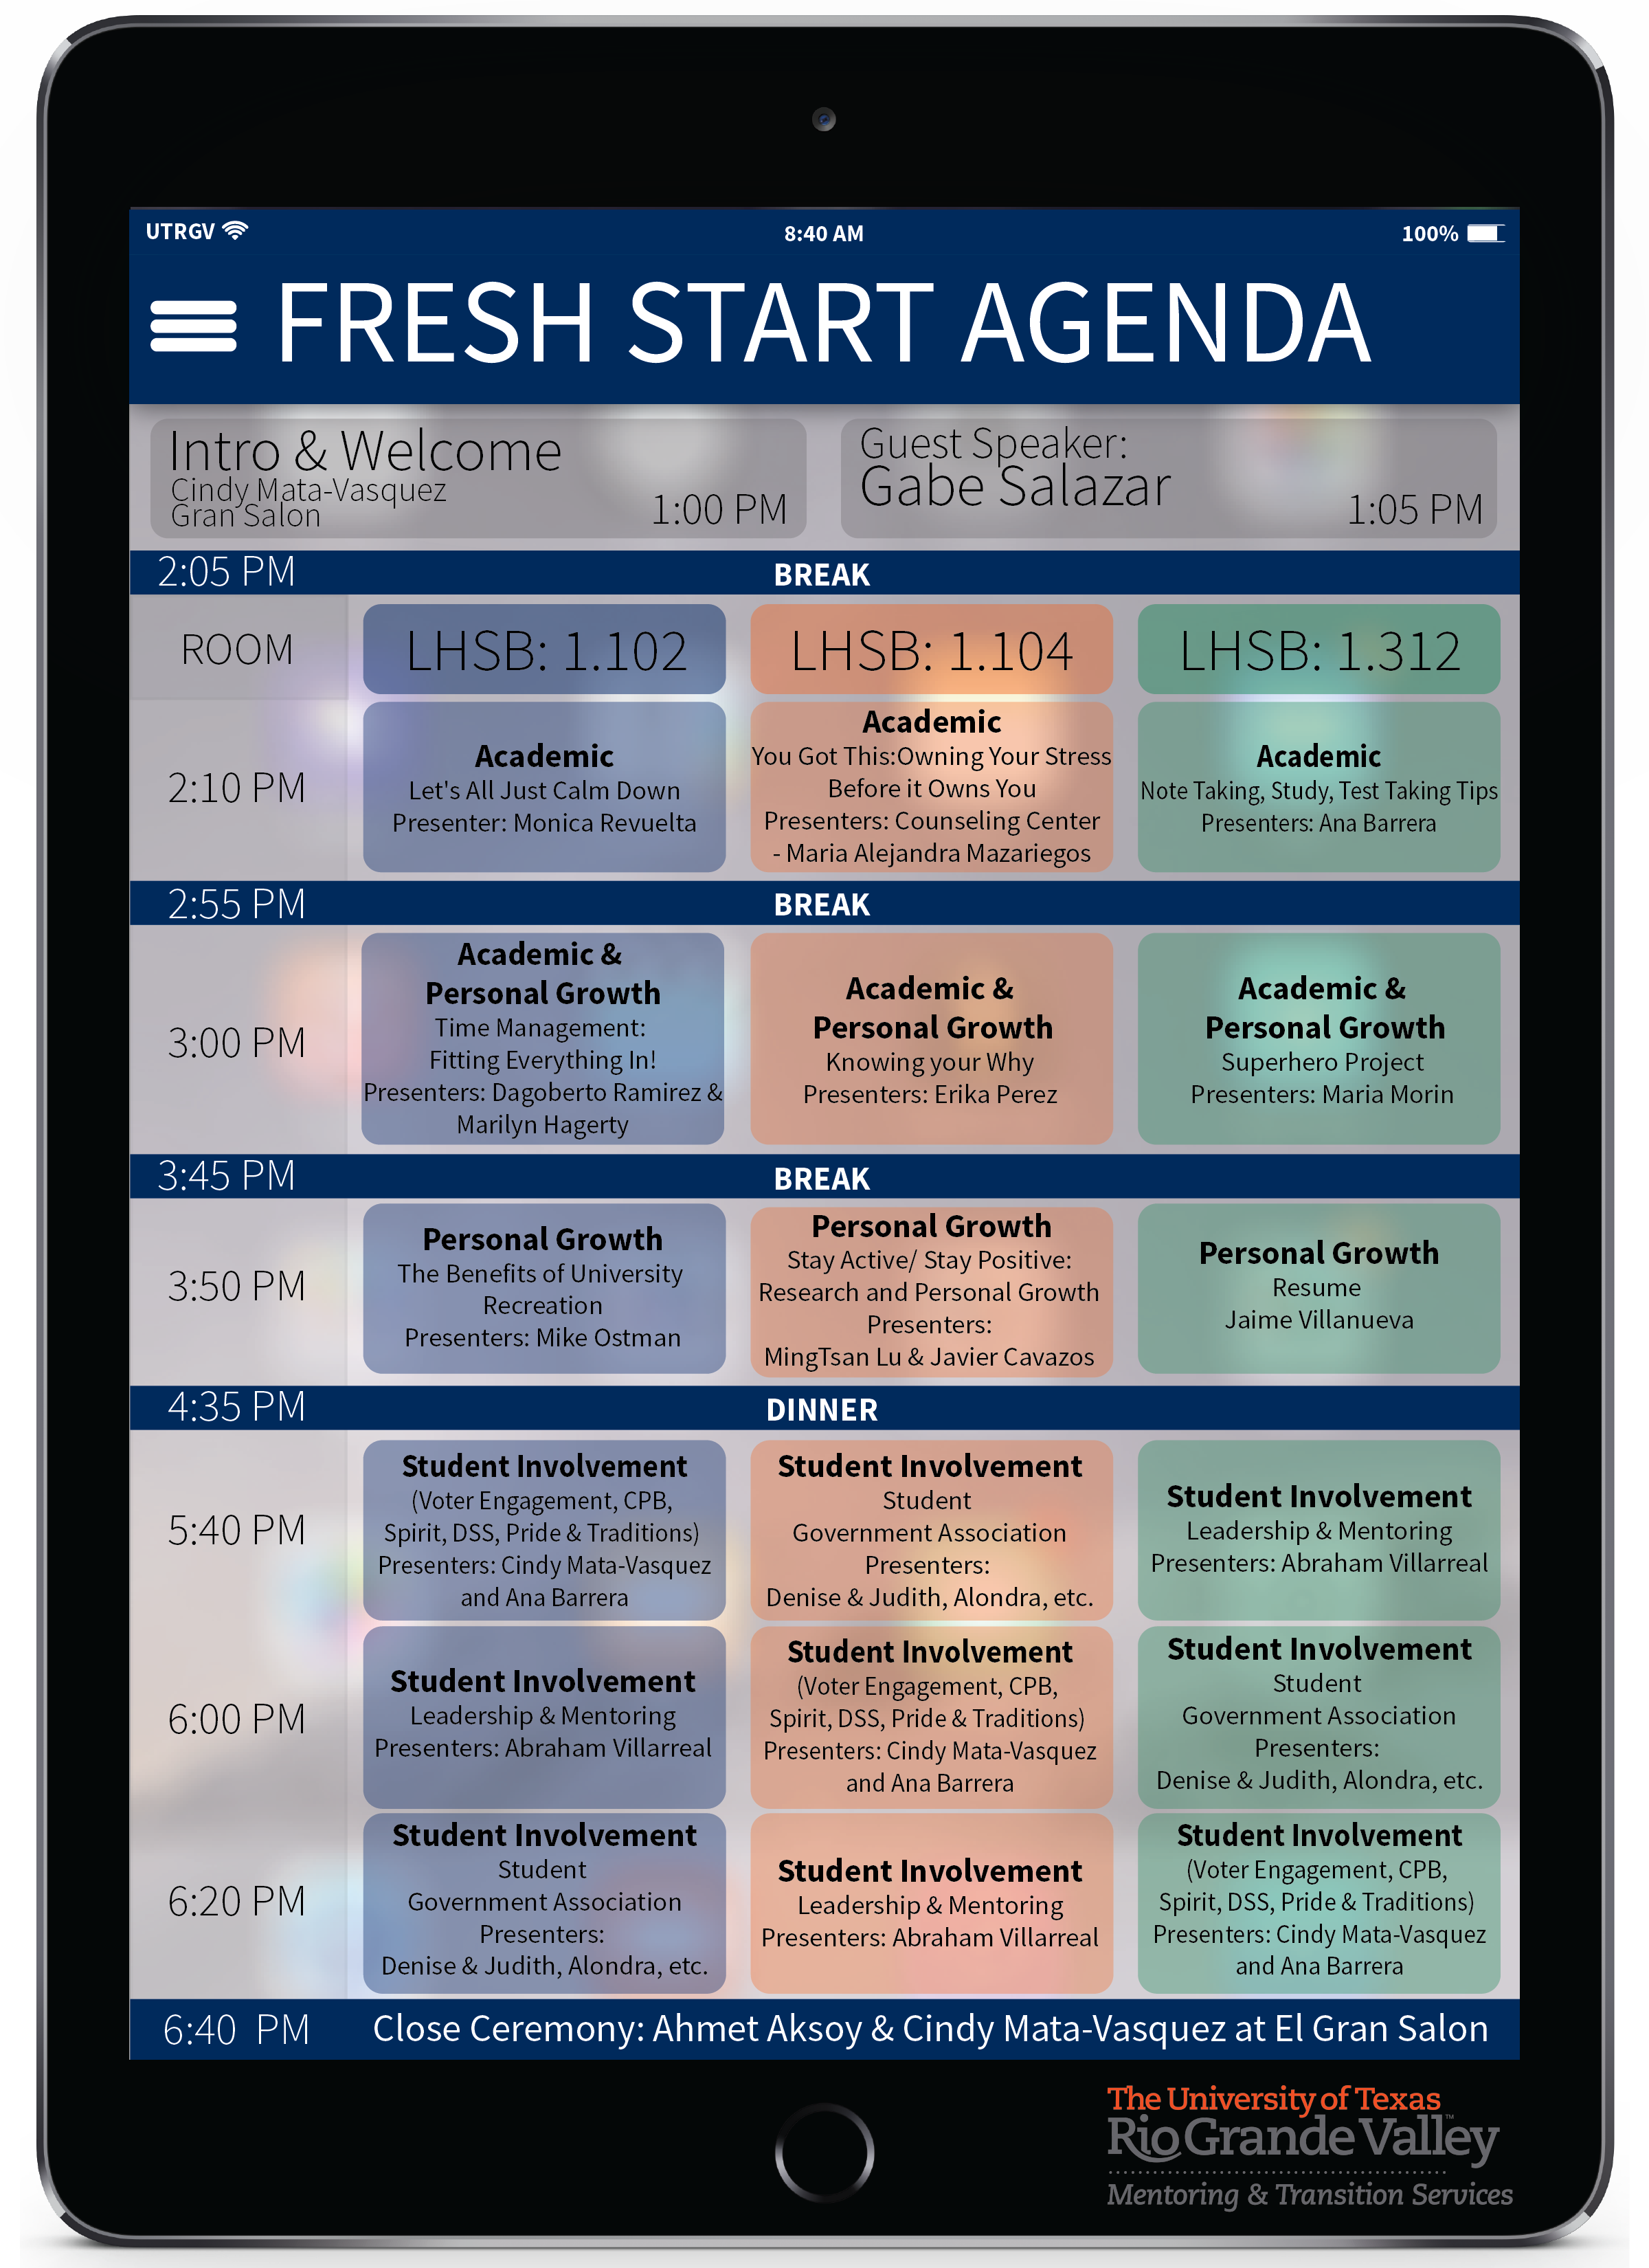 UTRGV
8:40 AM
100%
FRESH START AGENDA
Intro & Welcome
Cindy Mata-Vasquez
Gran Salon
1:00 PM
Guest Speaker:
Gabe Salazar
1:05 PM
2:05 PM
BREAK
ROOM
LHSB: 1.102
LHSB: 1.104
LHSB: 1.312
2:10 PM
Academic
Let's All Just Calm Down
Presenter: Monica Revuelta
Academic
You Got This:Owning Your Stress
Before it Owns You
Presenters: Counseling Center
- Maria Alejandra Mazariegos
Academic
Note Taking, Study, Test Taking Tips
Presenters: Ana Barrera
2:55 PM
BREAK
3:00 PM
Academic &
Personal Growth
Time Management:
Fitting Everything In!
Presenters: Dagoberto Ramirez &
Marilyn Hagerty
Academic &
Personal Growth
Knowing your Why
Presenters: Erika Perez
Academic &
Personal Growth
Superhero Project
Presenters: Maria Morin
3:45 PM
BREAK
3:50 PM
Personal Growth
The Benefits of University
Recreation
Presenters: Mike Ostman
Personal Growth
Stay Active/ Stay Positive:
Research and Personal Growth
Presenters:
MingTsan Lu & Javier Cavazos
Personal Growth
Resume
Jaime Villanueva
4:35 PM
DINNER
5:40 PM
Student Involvement
(Voter Engagement, CPB,
Spirit, DSS, Pride & Traditions)
Presenters: Cindy Mata-Vasquez
and Ana Barrera
Student Involvement
Student
Government Association
Presenters:
Denise & Judith, Alondra, etc.
Student Involvement
Leadership & Mentoring
Presenters: Abraham Villarreal
6:00 PM
Student Involvement
Leadership & Mentoring
Presenters: Abraham Villarreal
Student Involvement
(Voter Engagement, CPB,
Spirit, DSS, Pride & Traditions)
Presenters: Cindy Mata-Vasquez
and Ana Barrera
Student Involvement
Student
Government Association
Presenters:
Denise & Judith, Alondra, etc.
6:20 PM
Student Involvement
Student
Government Association
Presenters:
Denise & Judith, Alondra, etc.
Student Involvement
Leadership & Mentoring
Presenters: Abraham Villarreal
Student Involvement
(Voter Engagement, CPB,
Spirit, DSS, Pride & Traditions)
Presenters: Cindy Mata-Vasquez
and Ana Barrera
6:40 PM
Close Ceremony: Ahmet Aksoy & Cindy Mata-Vasquez at El Gran Salon
The University of Texas
Rio Grande Valley™
Mentoring & Transition Services